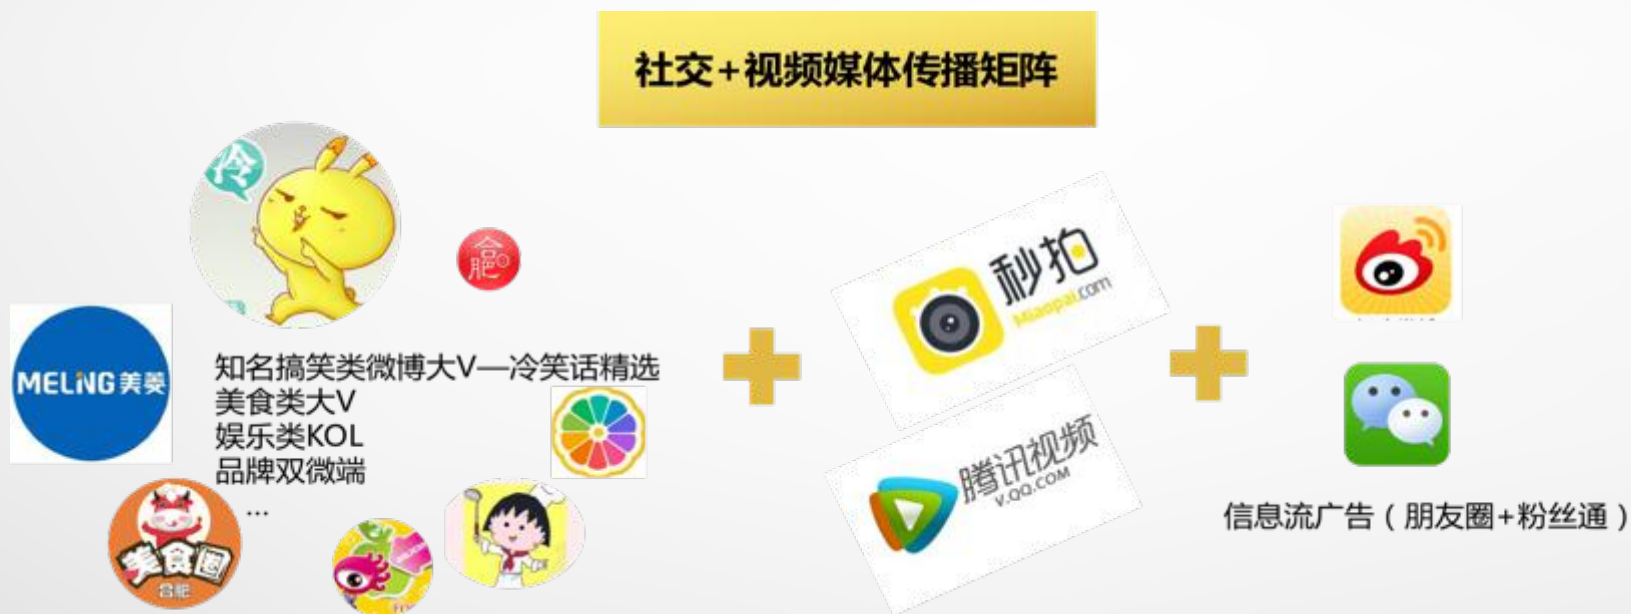 社交+视频媒体传播矩阵
冷
合肥
MELNG美菱
知名搞笑类微博大V—冷笑话精选
美食类大V
娱乐类KOL
品牌双微端
...
美食圈
合肥
秒拍
Miaopai.com
腾讯视频
V.QQ.COM
信息流广告（朋友圈+粉丝通）